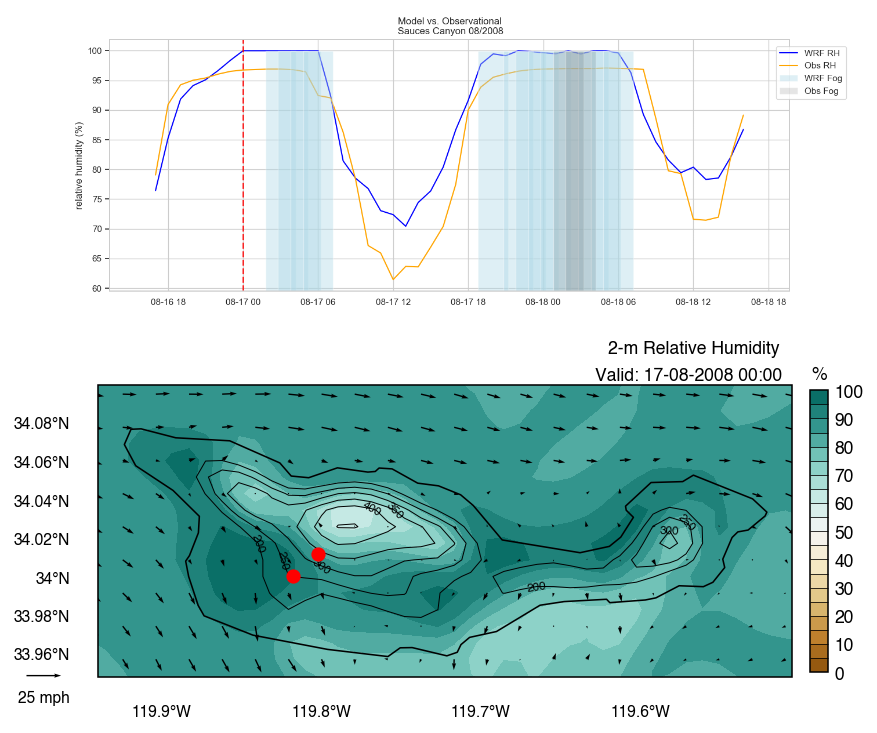 Model vs. Observational
Sauces Canyon 08/2008
relative humidity (%)
100
95
90
85
80
75
70
65
60
08-16 18
08-17 00
08-17 06
08-17 12
08-17 18
08-18 00
08-18 06
08-18 12
08-18 18
WRF RH
Obs RH
WRF Fog
Obs Fog
2-m Relative Humidity
Valid: 17-08-2008 00:00
%
34.08°N
34.06°N
34.04°N
34.02°N
34°N
33.98°N
33.96°N
25 mph
119.9°W
119.8°W
119.7°W
119.6°W
400
350
200
250
300
200
300
250
100
90
80
70
60
50
40
30
20
10
0